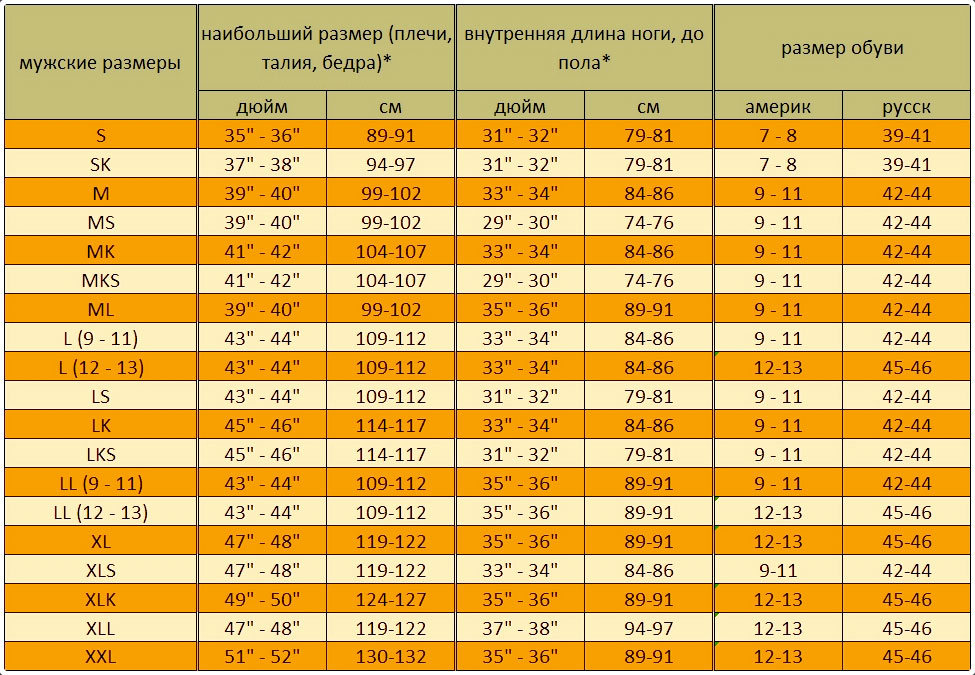 мужские размеры наибольший размер (плечи, талия, бедра)* внутренняя длина ноги, до пола* размер обуви
дюйм см дюйм см америк русск
S 35" - 36" 89-91 31" - 32" 79-81 7 - 8 39-41
SK 37" - 38" 94-97 31" - 32" 79-81 7 - 8 39-41
M 39" - 40" 99-102 33" - 34" 84-86 9 - 11 42-44
MS 39" - 40" 99-102 29" - 30" 74-76 9 - 11 42-44
MK 41" - 42" 104-107 33" - 34" 84-86 9 - 11 42-44
MKS 41" - 42" 104-107 29" - 30" 74-76 9 - 11 42-44
ML 39" - 40" 99-102 35" - 36" 89-91 9 - 11 42-44
L (9 - 11) 43" - 44" 109-112 33" - 34" 84-86 9 - 11 42-44
L (12 - 13) 43" - 44" 109-112 33" - 34" 84-86 12-13 45-46
LS 43" - 44" 109-112 31" - 32" 79-81 9 - 11 42-44
LK 45" - 46" 114-117 33" - 34" 84-86 9 - 11 42-44
LKS 45" - 46" 114-117 31" - 32" 79-81 9 - 11 42-44
LL (9 - 11) 43" - 44" 109-112 35" - 36" 89-91 9 - 11 42-44
LL (12 - 13) 43" - 44" 109-112 35" - 36" 89-91 12-13 45-46
XL 47" - 48" 119-122 35" - 36" 89-91 12-13 45-46
XLS 47" - 48" 119-122 33" - 34" 84-86 9-11 42-44
XLK 49" - 50" 124-127 35" - 36" 89-91 12-13 45-46
XLL 47" - 48" 119-122 37" - 38" 94-97 12-13 45-46
XXL 51" - 52" 130-132 35" - 36" 89-91 12-13 45-46